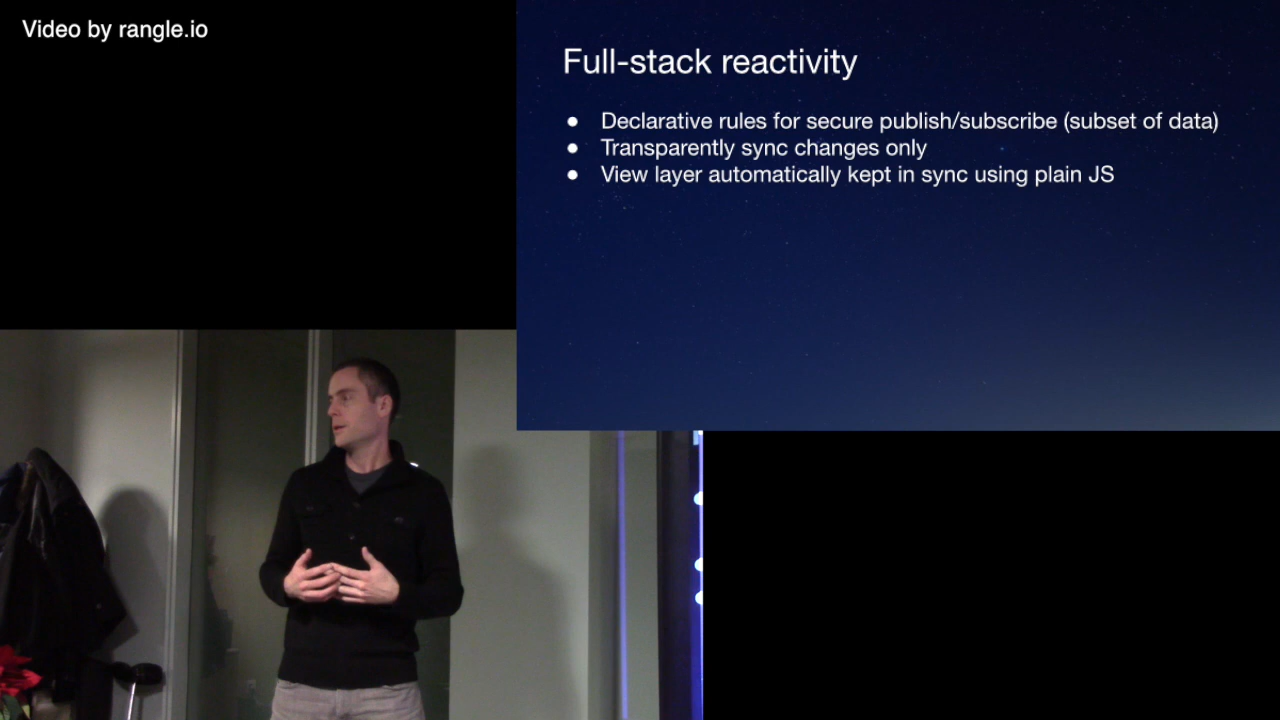 Video by rangle.io
Full-stack reactivity
● Declarative rules for secure publish/subscribe (subset of data)
● Transparently sync changes only
● View layer automatically kept in sync using plain JS